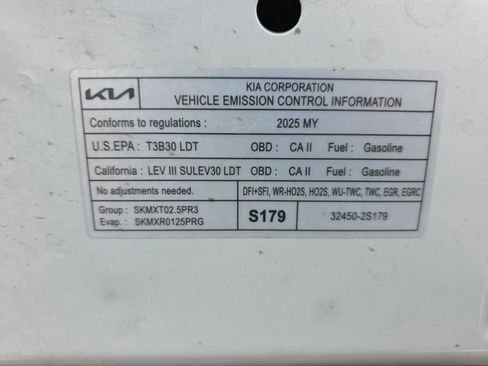 KIA
KIA CORPORATION
VEHICLE EMISSION CONTROL INFORMATION
Conforms to regulations : 2025 MY
U.S.EPA : T3B30 LDT OBD : CA II Fuel : Gasoline
California : LEV III SULEV30 LDT OBD : CA II Fuel : Gasoline
No adjustments needed. DFI+SFI, WR-HO2S, HO2S, WU-TWC, TWC, EGR, EGRC
Group : SKMXT02.5PR3
Evap. : SKMXR0125PRG
S179
32450-2S179